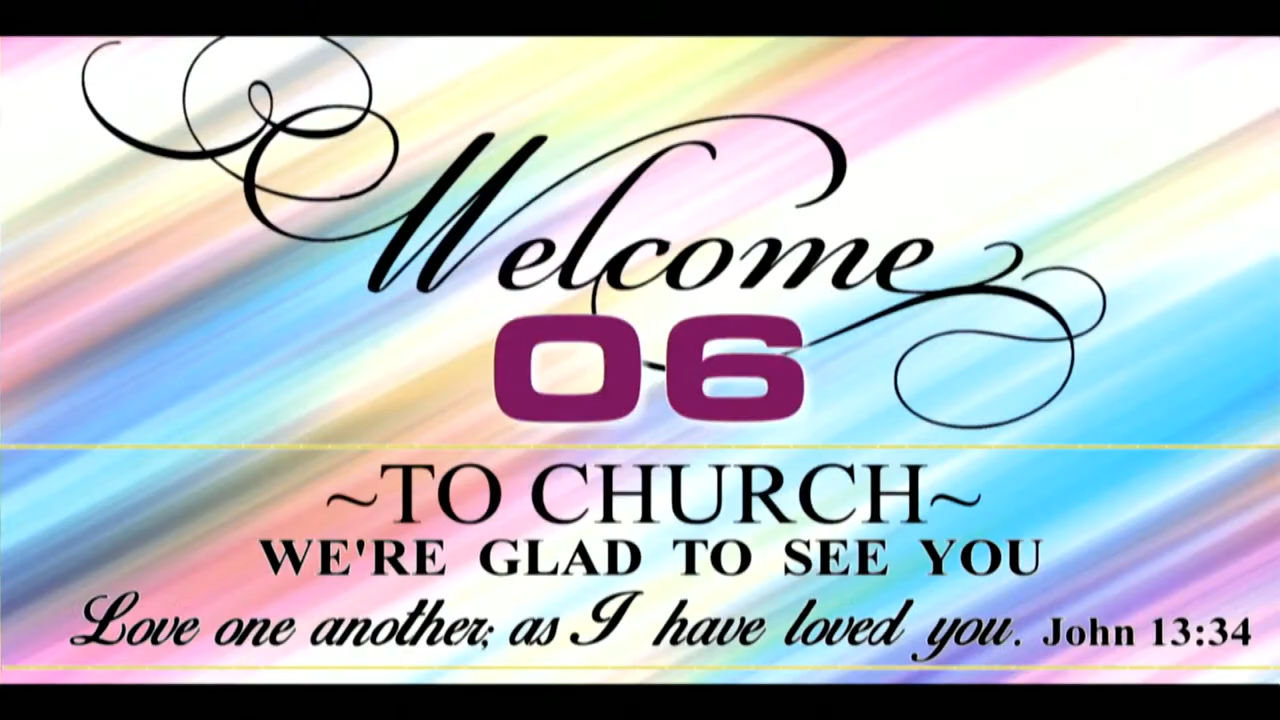 Welcome
06
~TO CHURCH~
WE'RE GLAD TO SEE YOU
Love one another; as I have loved you. John 13:34